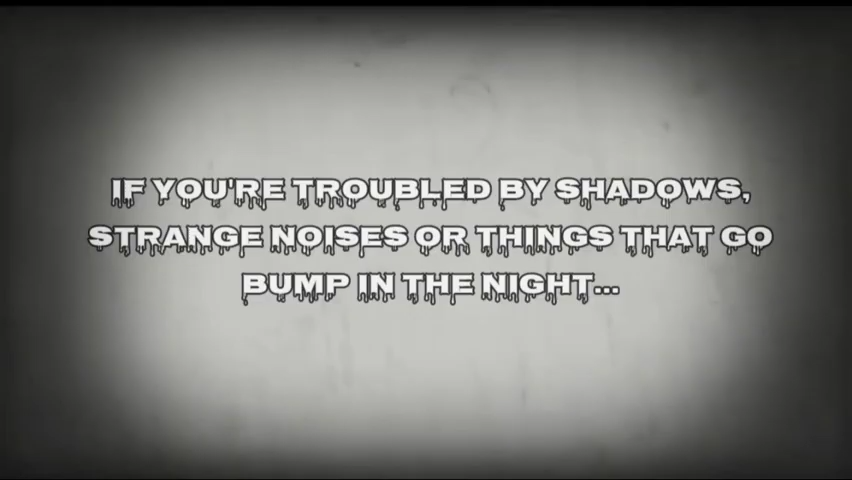 IF YOU'RE TROUBLED BY SHADOWS,
STRANGE NOISES OR THINGS THAT GO
BUMP IN THE NIGHT...